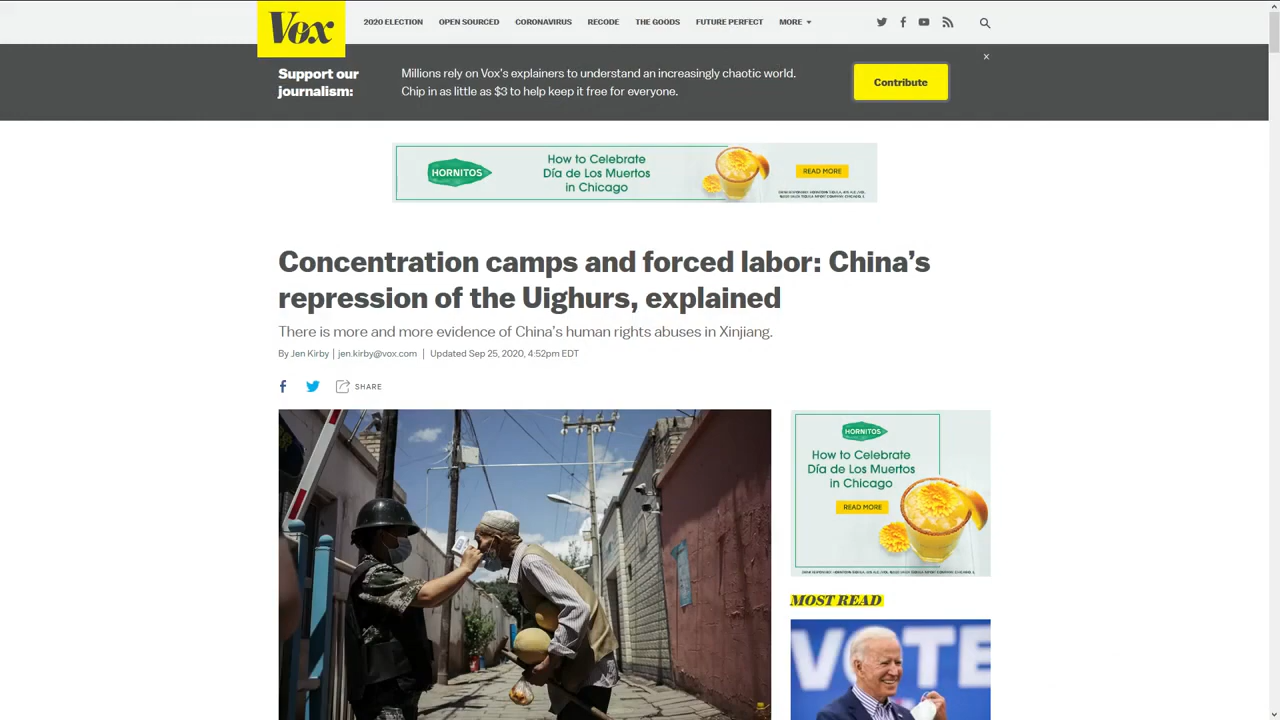 Vox
2020 ELECTION OPEN SOURCED CORONAVIRUS RECODE THE GOODS FUTURE PERFECT MORE
Support our
journalism:
Millions rely on Vox's explainers to understand an increasingly chaotic world.
Chip in as little as $3 to help keep it free for everyone.
Contribute
HORNITOS
How to Celebrate
Día de Los Muertos
in Chicago
READ MORE
Concentration camps and forced labor: China's
repression of the Uighurs, explained
There is more and more evidence of China's human rights abuses in Xinjiang.
By Jen Kirby | jen.kirby@vox.com | Updated Sep 25, 2020, 4:52pm EDT
SHARE
HORNITOS
How to Celebrate
Día de Los Muertos
in Chicago
READ MORE
MOST READ
VOTE